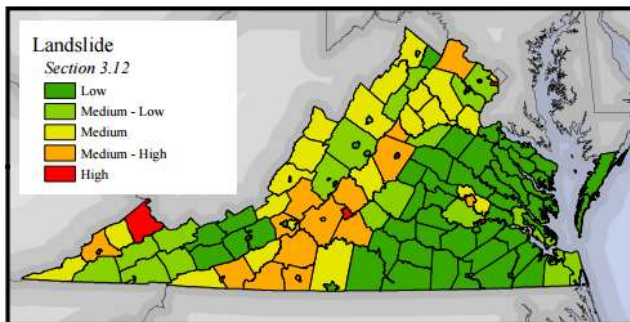 Landslide
Section 3.12
Low
Medium - Low
Medium
Medium - High
High